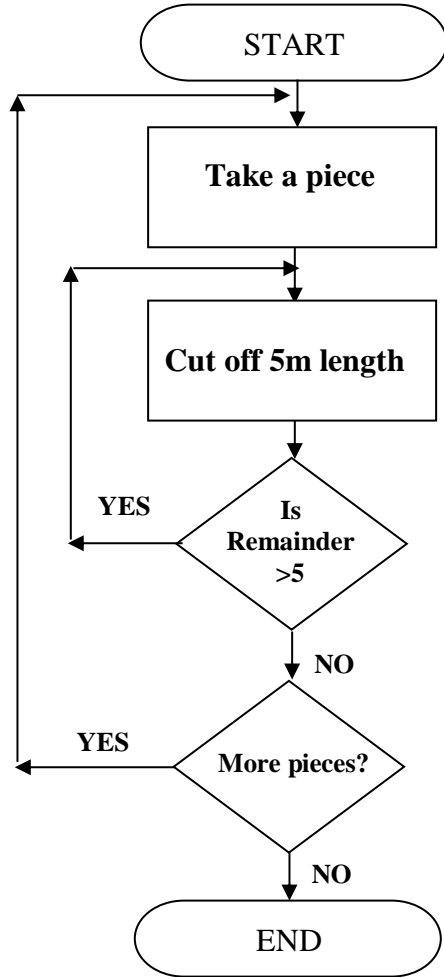 START
Take a piece
Cut off 5m length
YES
Is
Remainder
>5
NO
YES
More pieces?
NO
END